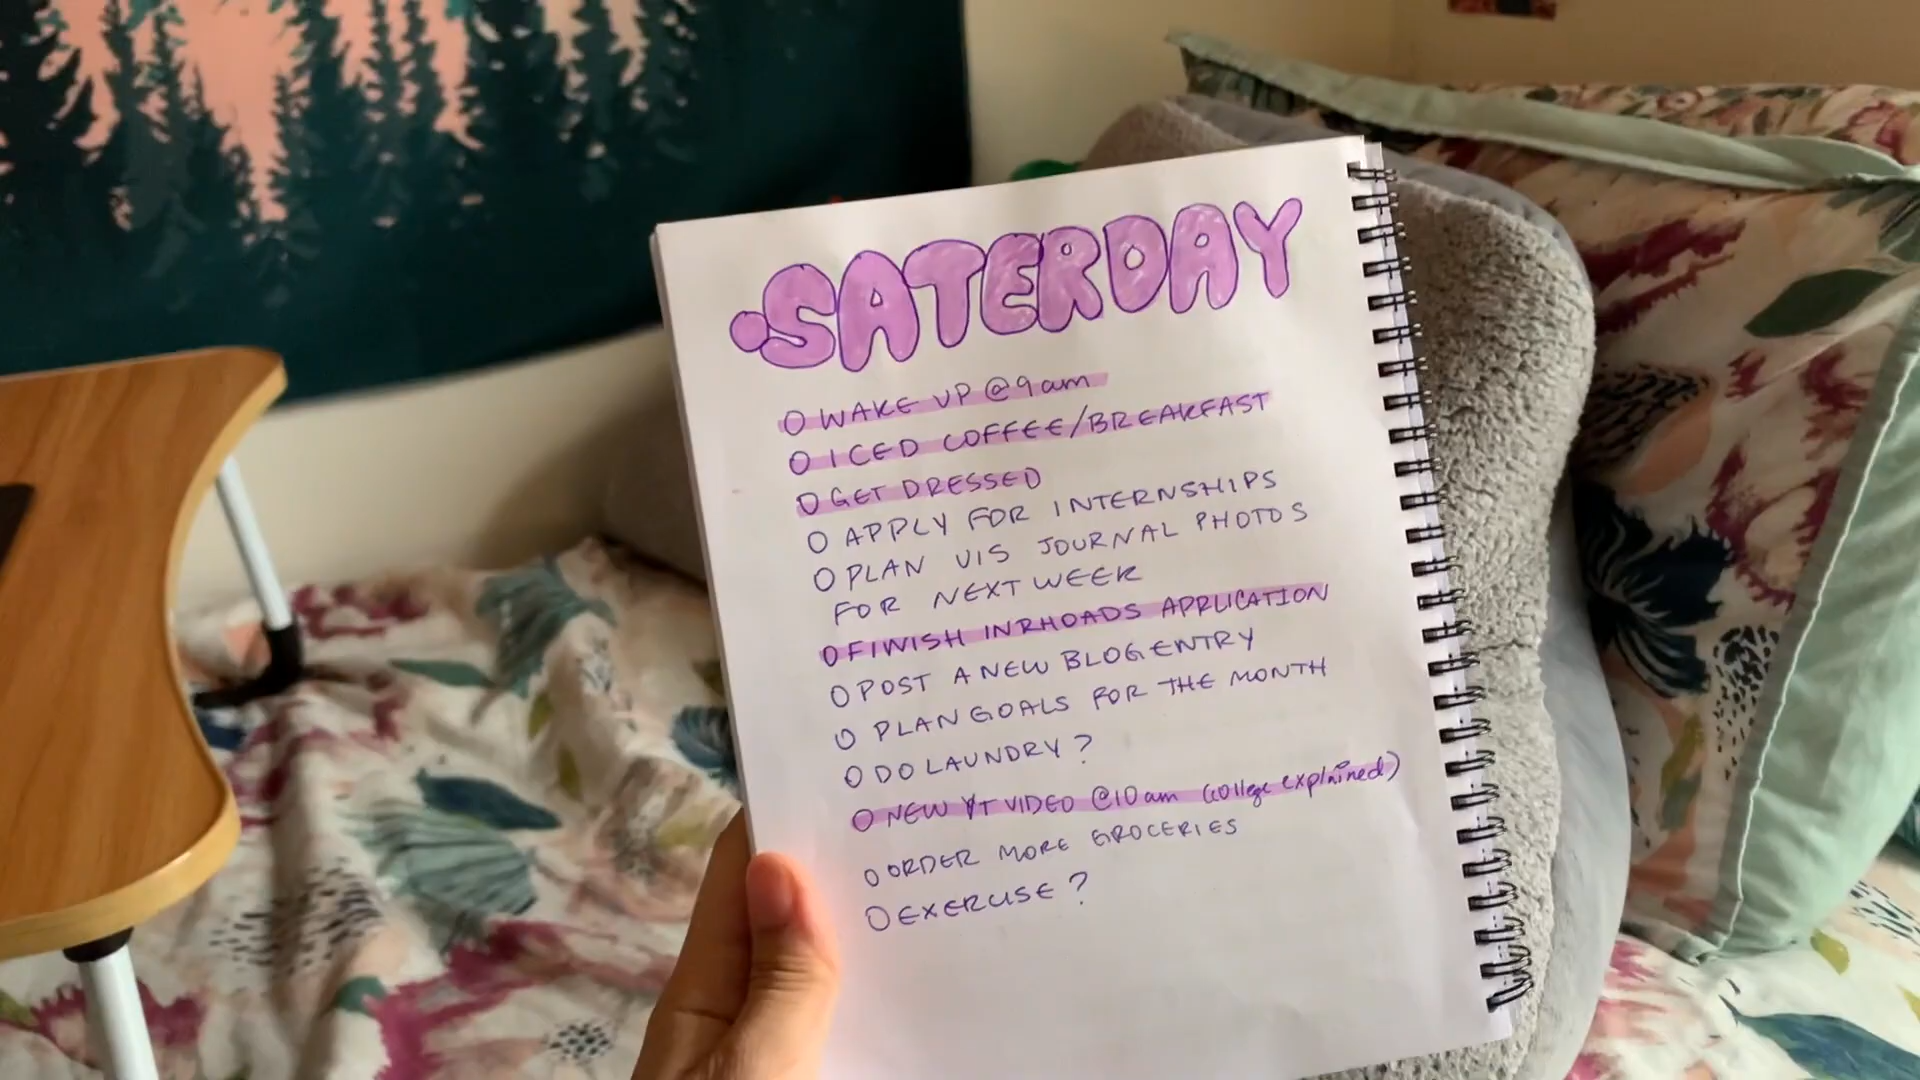 SATERDAY
O WAKE UP @ 9am
O ICED COFFEE/BREAKFAST
O GET DRESSED
O APPLY FOR INTERNSHIPS
O PLAN VIS JOURNAL PHOTOS
FOR NEXT WEEK
O FINISH INRHOADS APPLICATION
O POST A NEW BLOG ENTRY
O PLAN GOALS FOR THE MONTH
O DO LAUNDRY?
O NEW YT VIDEO @10am (college explained)
O ORDER MORE GROCERIES
O EXERCISE?